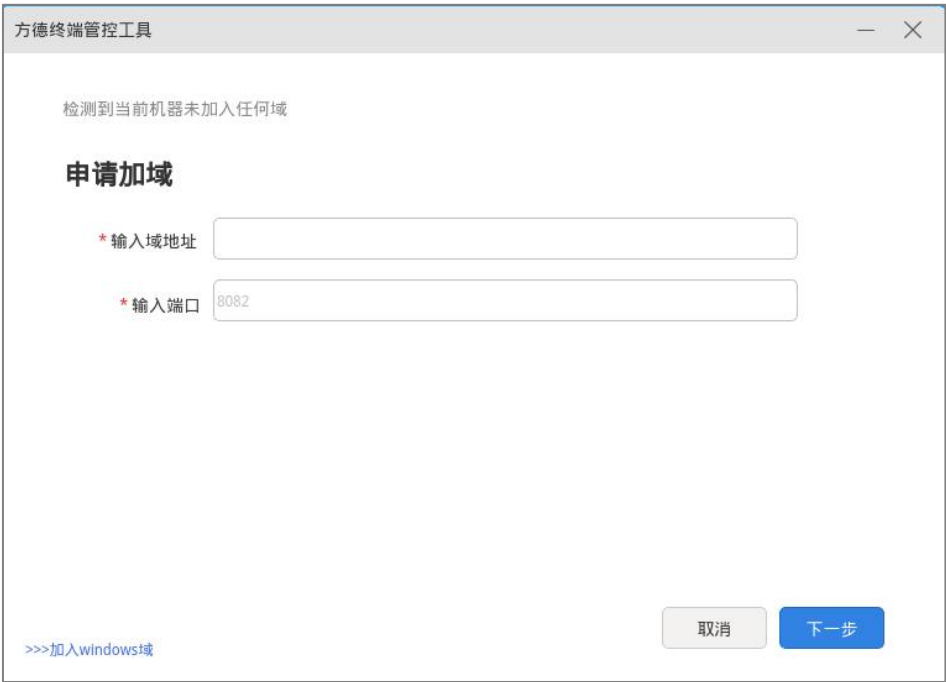 方德终端管控工具
检测到当前机器未加入任何域
申请加域
*输入域地址
*输入端口 8082
取消 下一步
>>>加入windows域